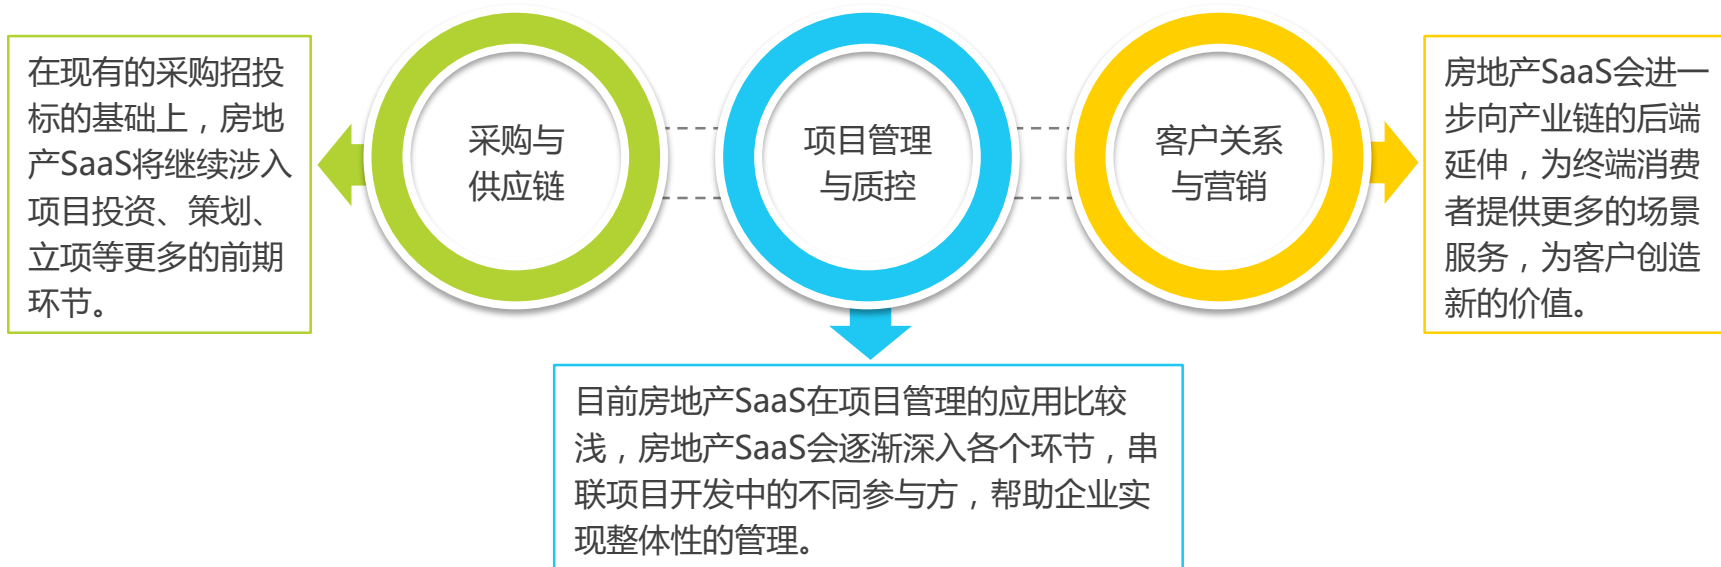 在现有的采购招投
标的基础上，房地
产SaaS将继续涉入
项目投资、策划、
立项等更多的前期
环节。
采购与
供应链
项目管理
与质控
客户关系
与营销
房地产SaaS会进一
步向产业链的后端
延伸，为终端消费
者提供更多的场景
服务，为客户创造
新的价值。
目前房地产SaaS在项目管理的应用比较
浅，房地产SaaS会逐渐深入各个环节，串
联项目开发中的不同参与方，帮助企业实
现整体性的管理。